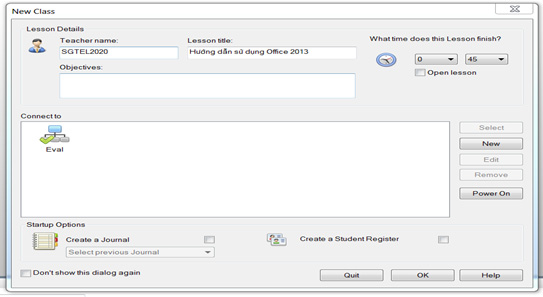 New Class
Lesson Details
Teacher name:
SGTEL2020
Lesson title:
Hướng dẫn sử dụng Office 2013
Objectives:
What time does this Lesson finish?
0
45
Open lesson
Connect to
Eval
Select
New
Edit
Remove
Power On
Startup Options
Create a Journal
Select previous Journal
Create a Student Register
Don't show this dialog again
Quit
OK
Help